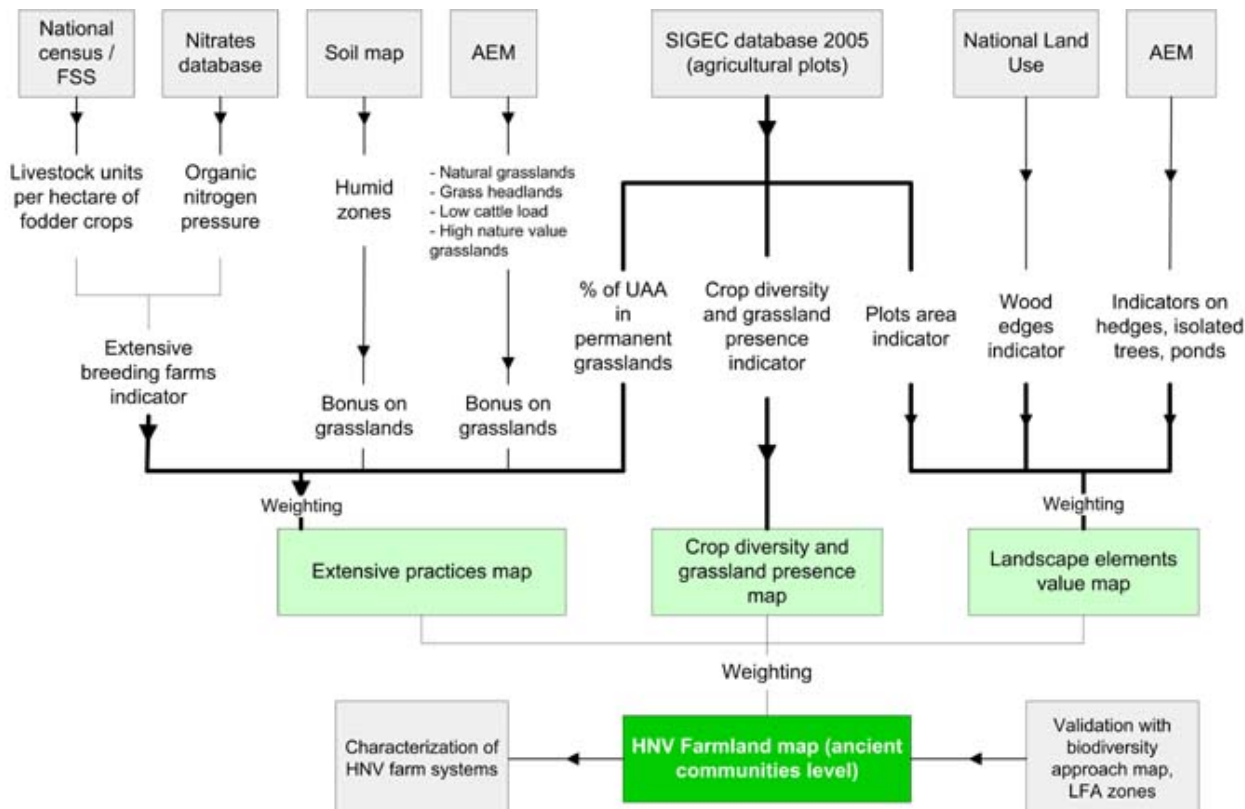 National
census /
FSS
Nitrates
database
Soil map
AEM
SIGEC database 2005
(agricultural plots)
National Land
Use
AEM
Livestock units
per hectare of
fodder crops
Organic
nitrogen
pressure
Humid
zones
- Natural grasslands
- Grass headlands
- Low cattle load
- High nature value
grasslands
% of UAA
in
permanent
grasslands
Crop diversity
and grassland
presence
indicator
Plots area
indicator
Wood
edges
indicator
Indicators on
hedges, isolated
trees, ponds
Extensive
breeding farms
indicator
Bonus on
grasslands
Bonus on
grasslands
Weighting
Weighting
Extensive practices map
Crop diversity and
grassland presence
map
Landscape elements
value map
Weighting
Characterization of
HNV farm systems
HNV Farmland map (ancient
communities level)
Validation with
biodiversity
approach map,
LFA zones